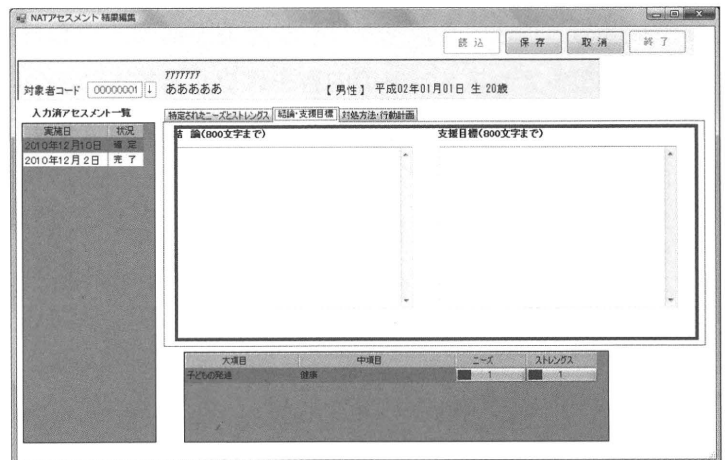 NATアセスメント 結果編集
読 込 保 存 取 消 終 了
アアアアアアア
対象者コード 00000001 ↓ あああああ 【 男性 】 平成02年01月01日 生 20歳
入力済アセスメント一覧
特定されたニーズとストレングス 結論・支援目標 対処方法・行動計画
実施日 状況
2010年12月10日 確 定
2010年12月 2日 完 了
結 論(800文字まで) 支援目標(800文字まで)
大項目 中項目 ニーズ ストレングス
子どもの発達 健康 1 1